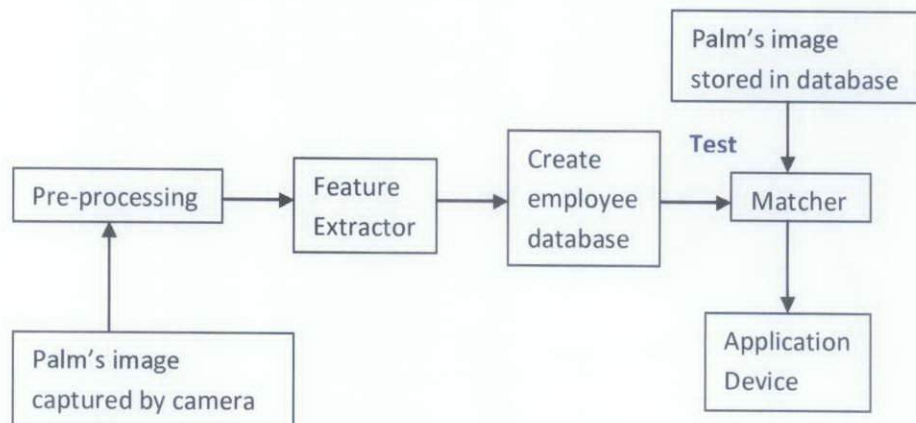 Palm's image
stored in database
Test
Create
employee
database
Feature
Extractor
Pre-processing
Matcher
Palm's image
captured by camera
Application
Device